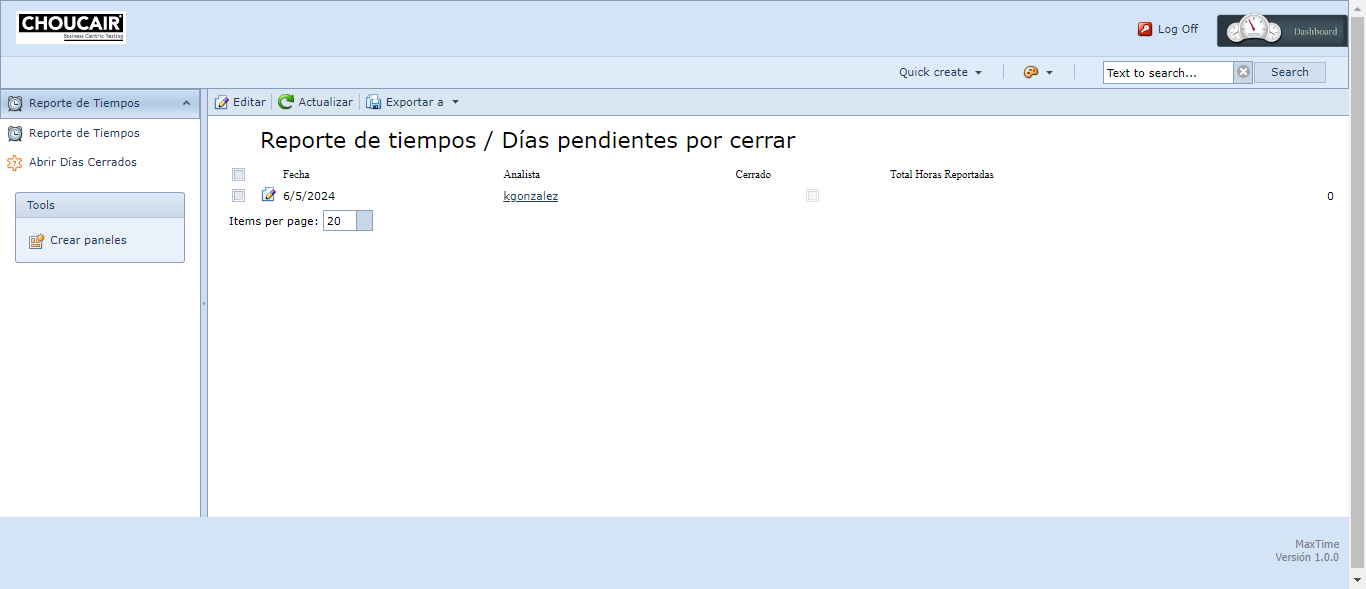 CHOUCAIR
Business Centric Testing
Log Off
Dashboard
Quick create
Text to search...
Search
Reporte de Tiempos
Reporte de Tiempos
Abrir Días Cerrados
Tools
Crear paneles
Editar
Actualizar
Exportar a
Reporte de tiempos / Días pendientes por cerrar
Fecha Analista Cerrado Total Horas Reportadas
6/5/2024 kgonzalez 0
Items per page: 20
MaxTime
Versión 1.0.0